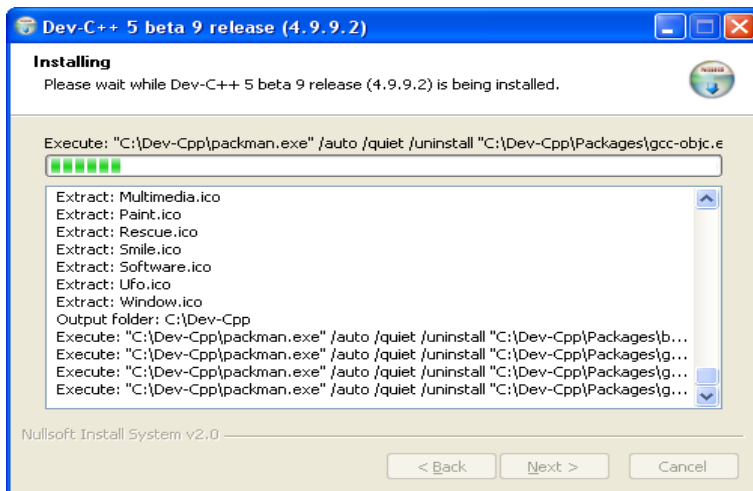 Dev-C++ 5 beta 9 release (4.9.9.2)
Installing
Please wait while Dev-C++ 5 beta 9 release (4.9.9.2) is being installed.
Execute: "C:\Dev-Cpp\packman.exe" /auto /quiet /uninstall "C:\Dev-Cpp\Packages\gcc-objc.e
Extract: Multimedia.ico
Extract: Paint.ico
Extract: Rescue.ico
Extract: Smile.ico
Extract: Software.ico
Extract: Ufo.ico
Extract: Window.ico
Output folder: C:\Dev-Cpp
Execute: "C:\Dev-Cpp\packman.exe" /auto /quiet /uninstall "C:\Dev-Cpp\Packages\b...
Execute: "C:\Dev-Cpp\packman.exe" /auto /quiet /uninstall "C:\Dev-Cpp\Packages\g...
Execute: "C:\Dev-Cpp\packman.exe" /auto /quiet /uninstall "C:\Dev-Cpp\Packages\g...
Execute: "C:\Dev-Cpp\packman.exe" /auto /quiet /uninstall "C:\Dev-Cpp\Packages\g...
Nullsoft Install System v2.0
< Back Next > Cancel